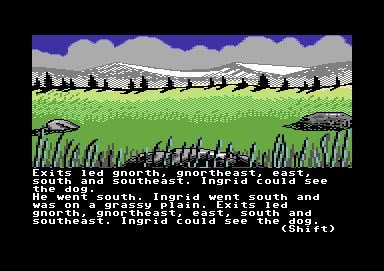 Exits led gnorth, gnortheast, east,
south and southeast. Ingrid could see
the dog.
He went south. Ingrid went south and
was on a grassy plain. Exits led
gnorth, gnortheast, east, south and
southeast. Ingrid could see the dog.
(Shift)